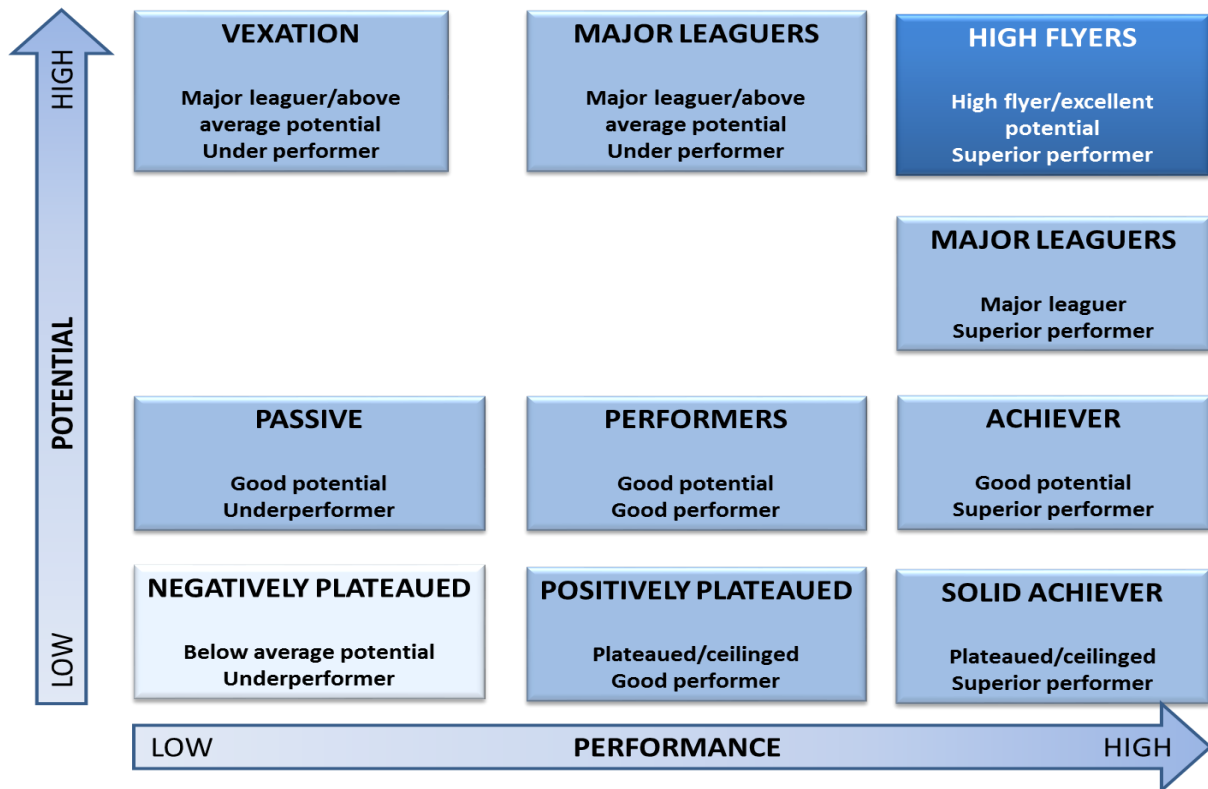 HIGH
POTENTIAL
LOW
VEXATION
Major leaguer/above
average potential
Under performer
MAJOR LEAGUERS
Major leaguer/above
average potential
Under performer
HIGH FLYERS
High flyer/excellent
potential
Superior performer
MAJOR LEAGUERS
Major leaguer
Superior performer
PASSIVE
Good potential
Underperformer
PERFORMERS
Good potential
Good performer
ACHIEVER
Good potential
Superior performer
NEGATIVELY PLATEAUED
Below average potential
Underperformer
POSITIVELY PLATEAUED
Plateaued/ceilinged
Good performer
SOLID ACHIEVER
Plateaued/ceilinged
Superior performer
LOW
PERFORMANCE
HIGH